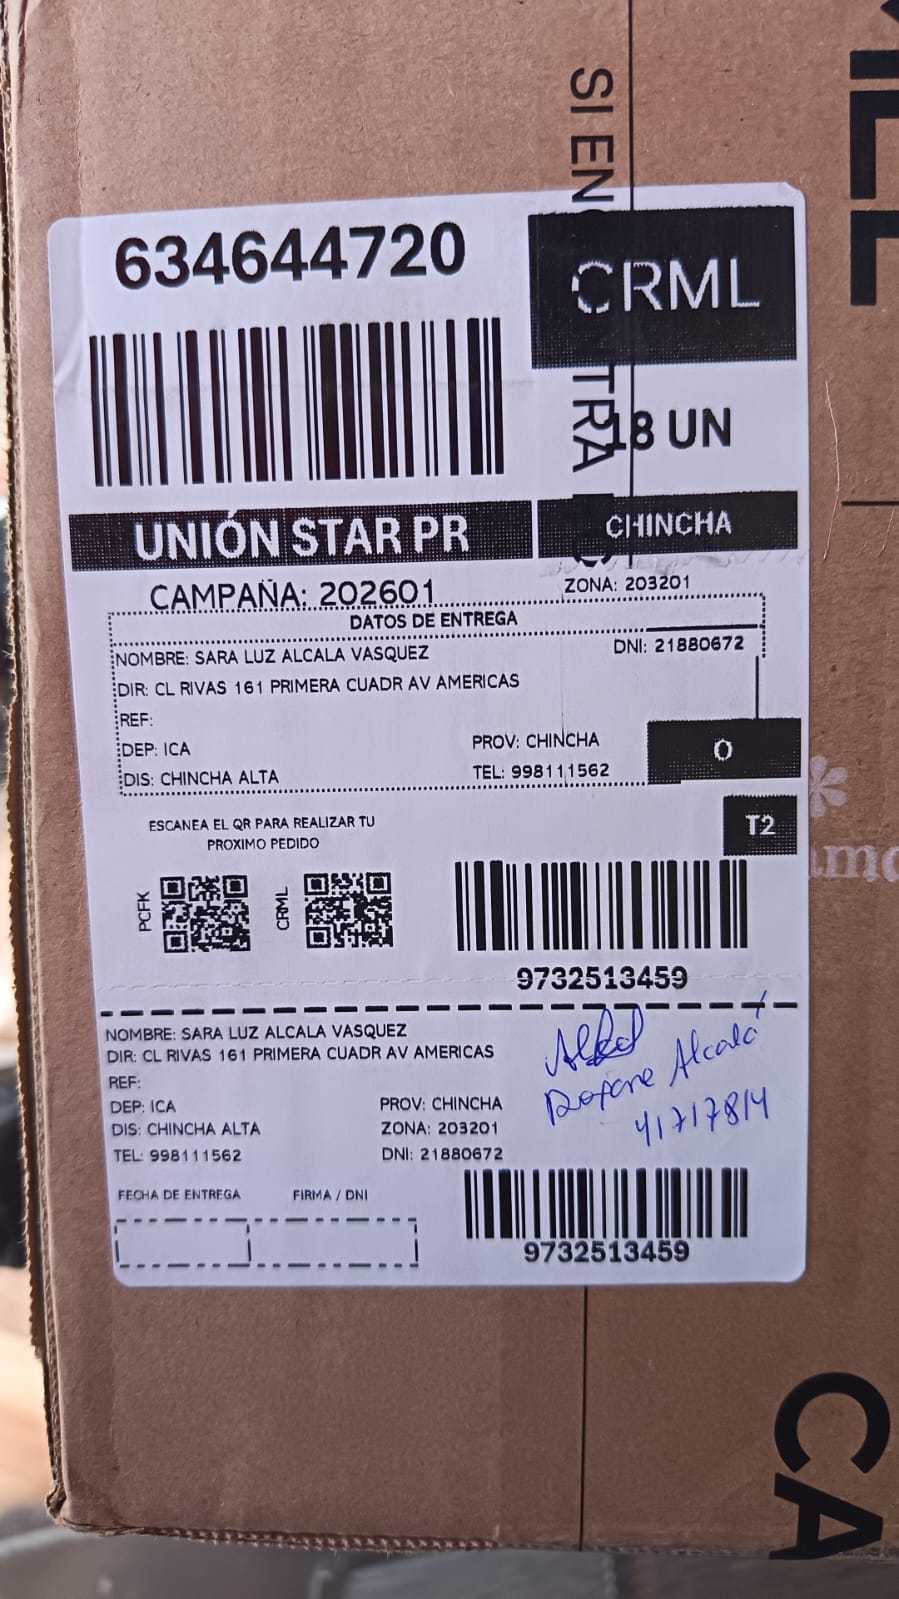 SI EN TRA
634644720
CRML
18 UN
UNIÓN STAR PR
CHINCHA
CAMPAÑA: 202601
ZONA: 203201
DATOS DE ENTREGA
NOMBRE: SARA LUZ ALCALA VASQUEZ
DNI: 21880672
DIR: CL RIVAS 161 PRIMERA CUADR AV AMERICAS
REF:
DEP: ICA
PROV: CHINCHA
O
DIS: CHINCHA ALTA
TEL: 998111562
T2
ESCANEA EL QR PARA REALIZAR TU
PROXIMO PEDIDO
PCFK
CRML
9732513459
NOMBRE: SARA LUZ ALCALA VASQUEZ
DIR: CL RIVAS 161 PRIMERA CUADR AV AMERICAS
REF:
DEP: ICA
PROV: CHINCHA
DIS: CHINCHA ALTA
ZONA: 203201
TEL: 998111562
DNI: 21880672
Alcalá
41717814
FECHA DE ENTREGA
FIRMA / DNI
9732513459
CA